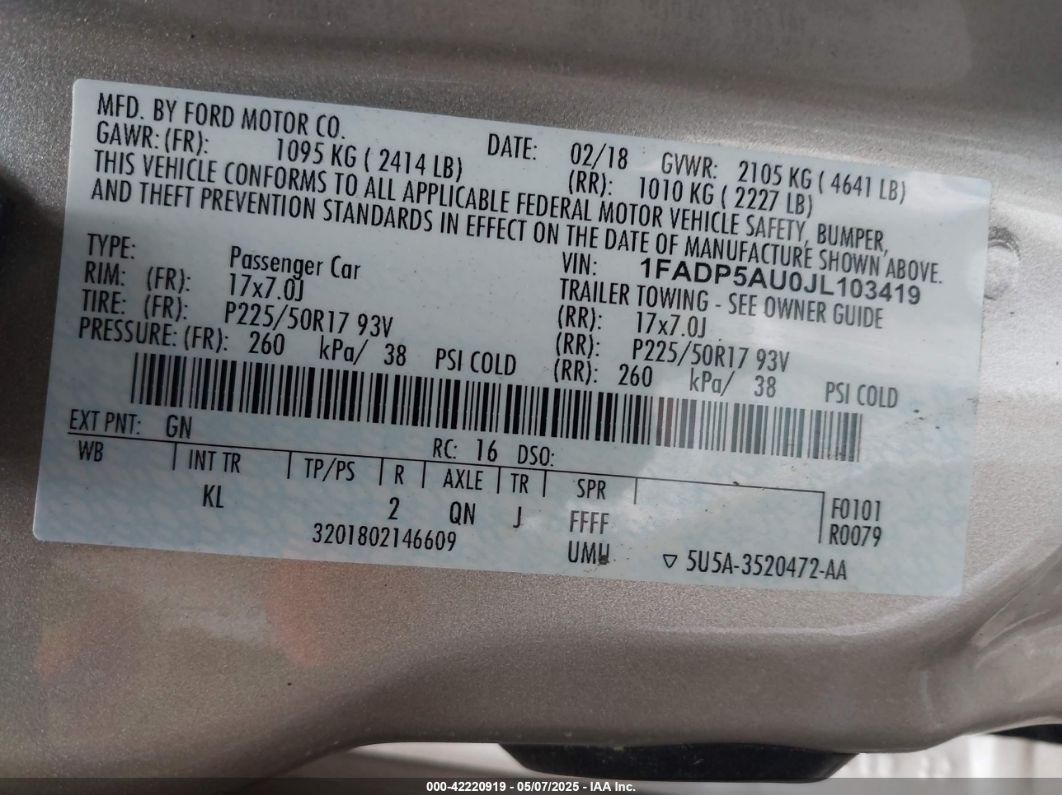 MFD. BY FORD MOTOR CO.
DATE: 02/18 GVWR: 2105 KG ( 4641 LB)
GAWR: (FR): 1095 KG ( 2414 LB) (RR): 1010 KG ( 2227 LB)
THIS VEHICLE CONFORMS TO ALL APPLICABLE FEDERAL MOTOR VEHICLE SAFETY, BUMPER,
AND THEFT PREVENTION STANDARDS IN EFFECT ON THE DATE OF MANUFACTURE SHOWN ABOVE.
VIN: 1FADP5AU0JL103419
TYPE: Passenger Car TRAILER TOWING - SEE OWNER GUIDE
RIM: (FR): 17x7.0J (RR): 17x7.0J
TIRE: (FR): P225/50R17 93V (RR): P225/50R17 93V
PRESSURE: (FR): 260 kPa/ 38 PSI COLD (RR): 260 kPa/ 38 PSI COLD
EXT PNT: GN RC: 16 DSO:
WB INT TR TP/PS R AXLE TR SPR
KL 2 QN J FFFF
F0101
R0079
3201802146609 UMW ▽ 5U5A-3520472-AA
000-42220919 - 05/07/2025 - IAA Inc.